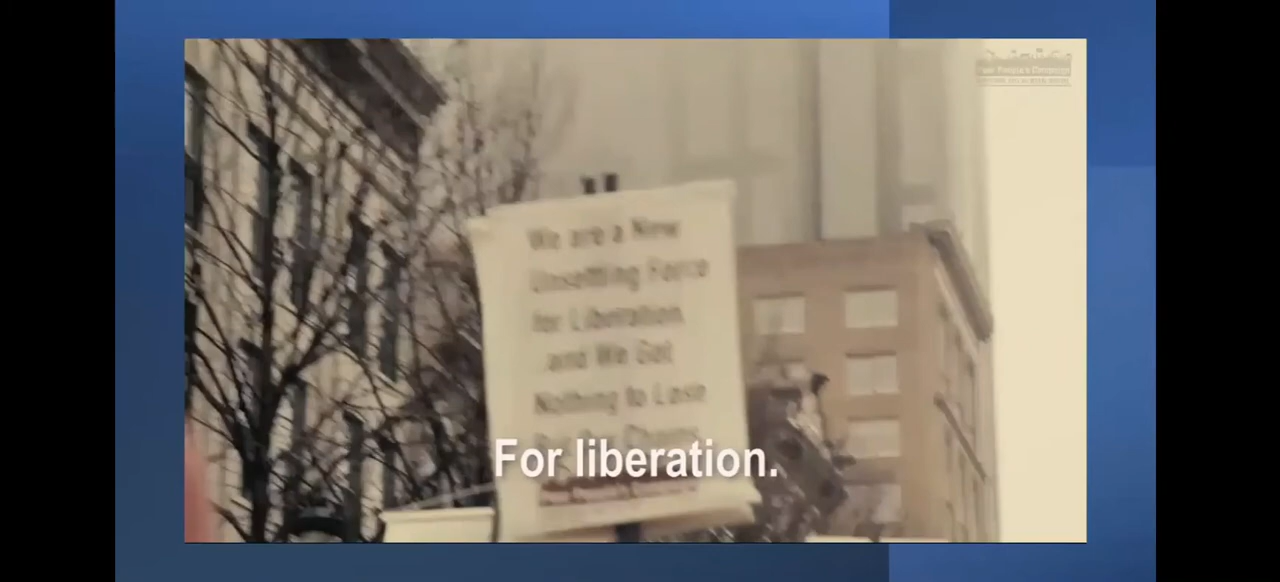 We are a New
Unsettling Force
for Liberation
and We Got
Nothing to Lose
For liberation.